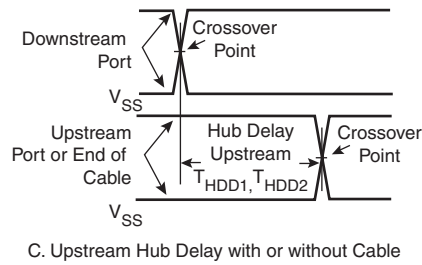 Downstream
Port
Crossover
Point
VSS
Upstream
Port or End of
Cable
Hub Delay
Upstream
THDD1, THDD2
Crossover
Point
VSS
C. Upstream Hub Delay with or without Cable